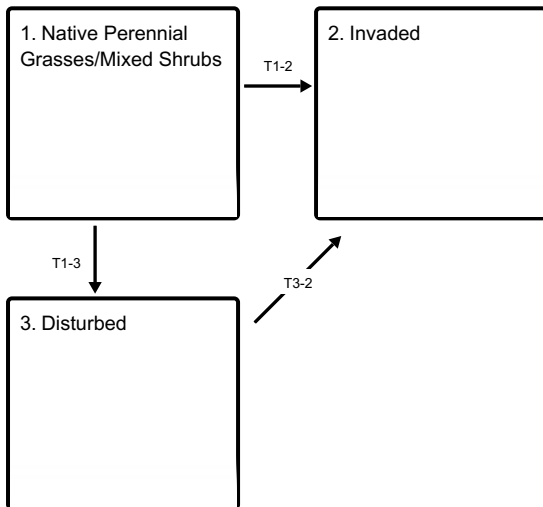 1. Native Perennial
Grasses/Mixed Shrubs
T1-2
2. Invaded
T1-3
T3-2
3. Disturbed